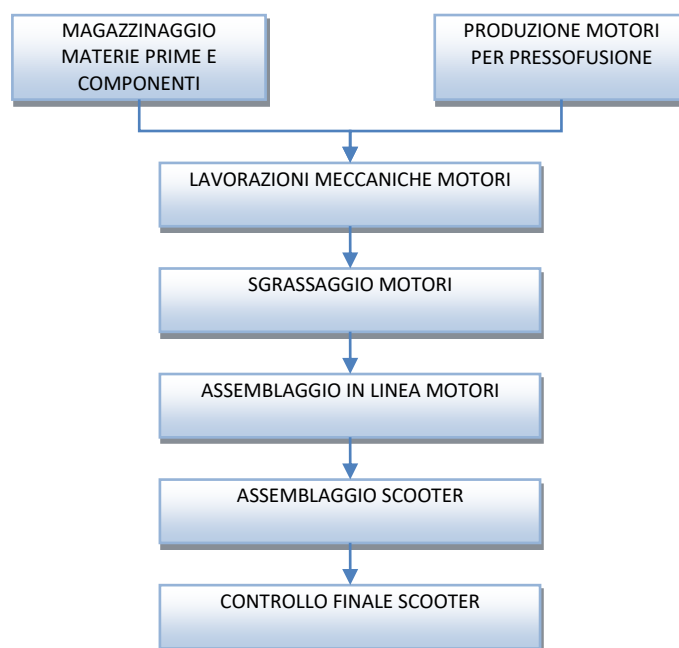 MAGAZZINAGGIO
MATERIE PRIME E
COMPONENTI
PRODUZIONE MOTORI
PER PRESSOFUSIONE
LAVORAZIONI MECCANICHE MOTORI
SGRASSAGGIO MOTORI
ASSEMBLAGGIO IN LINEA MOTORI
ASSEMBLAGGIO SCOOTER
CONTROLLO FINALE SCOOTER